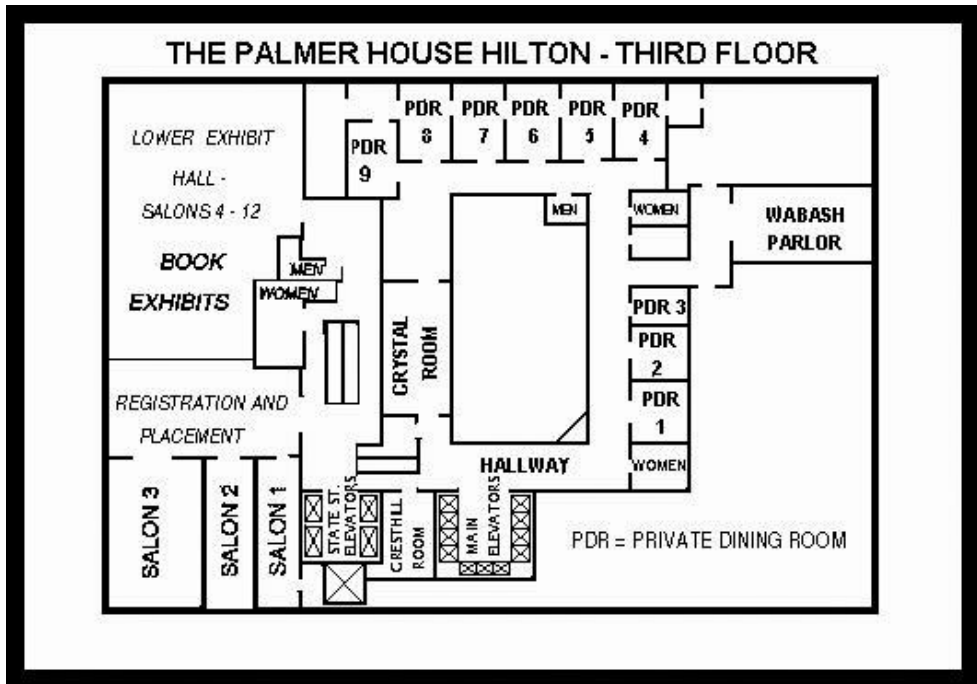 THE PALMER HOUSE HILTON - THIRD FLOOR
LOWER EXHIBIT
HALL -
SALONS 4 - 12
BOOK
EXHIBITS
MEN
WOMEN
REGISTRATION AND
PLACEMENT
SALON 3
SALON 2
SALON 1
PDR
9
PDR
8
PDR
7
PDR
6
PDR
5
PDR
4
MEN
WOMEN
WABASH
PARLOR
CRYSTAL
ROOM
PDR 3
PDR
2
PDR
1
WOMEN
HALLWAY
STATE ST.
ELEVATORS
CRESTHILL
ROOM
MAIN
ELEVATORS
PDR = PRIVATE DINING ROOM